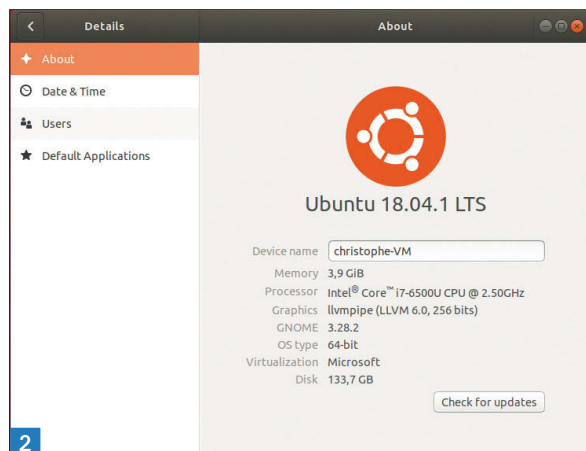 Details
About
About
Date & Time
Users
Default Applications
Ubuntu 18.04.1 LTS
Device name christophe-VM
Memory 3,9 GiB
Processor Intel® Core™ i7-6500U CPU @ 2.50GHz
Graphics llvmpipe (LLVM 6.0, 256 bits)
GNOME 3.28.2
OS type 64-bit
Virtualization Microsoft
Disk 133,7 GB
Check for updates
2